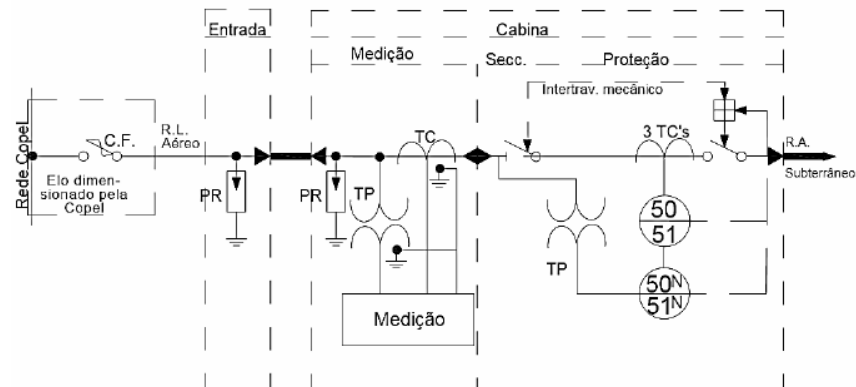 Entrada
Cabina
Medição
Secc.
Proteção
Intertrav. mecânico
Rede Copel
C.F.
R.L.
Aéreo
TC
3 TC's
R.A.
Subterrâneo
Elo dimen-
sionado pela
Copel
PR
PR
TP
TP
50
51
50N
51N
Medição